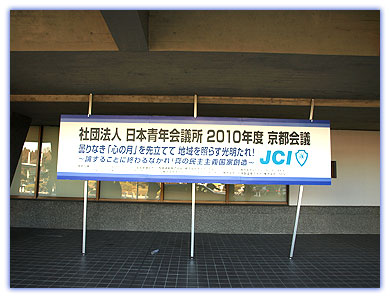 社団法人 日本青年会議所 2010年度 京都会議
曇りなき「心の月」を先立てて 地域を照らす光明たれ！
～議することに終わるなかれ！真の民主主義国家創造～
JCI